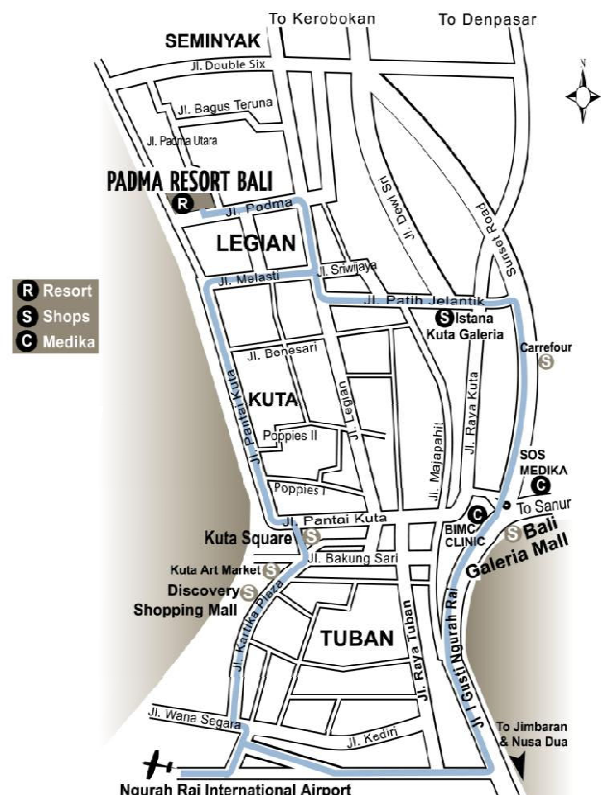 To Kerobokan
To Denpasar
SEMINYAK
Jl. Double Six
N
Jl. Bagus Teruna
Jl. Padma Utara
PADMA RESORT BALI
R
Jl. Padma
Jl. Dewi Sri
Sunset Road
LEGIAN
Jl. Melasti
Jl. Sriwijaya
R Resort
S Shops
C Medika
Jl. Patih Jelantik
S Istana
Kuta Galeria
Carrefour
S
Jl. Benesari
Jl. Pantai Kuta
KUTA
Jl. Legian
Jl. Raya Kuta
Poppies II
Jl. Majapahit
SOS
MEDIKA
C
Poppies I
To Sanur
Jl. Pantai Kuta
C
BIMC
CLINIC
S Bali
Galeria Mall
Kuta Square S
Jl. Bakung Sari
Kuta Art Market S
Discovery S
Shopping Mall
Jl. Kartika Plaza
TUBAN
Jl. Raya Tuban
Jl. I Gusti Ngurah Rai
Jl. Wana Segara
Jl. Kediri
To Jimbaran
& Nusa Dua
Ngurah Rai International Airport